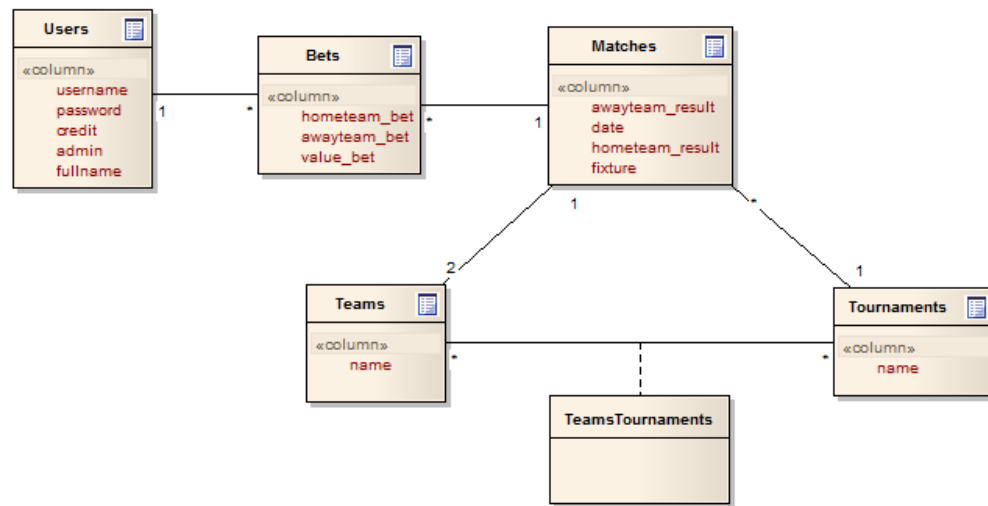 Users
«column»
username
password
credit
admin
fullname
1
*
Bets
«column»
hometeam_bet
awayteam_bet
value_bet
*
1
Matches
«column»
awayteam_result
date
hometeam_result
fixture
1
*
2
1
Teams
«column»
name
*
*
Tournaments
«column»
name
TeamsTournaments